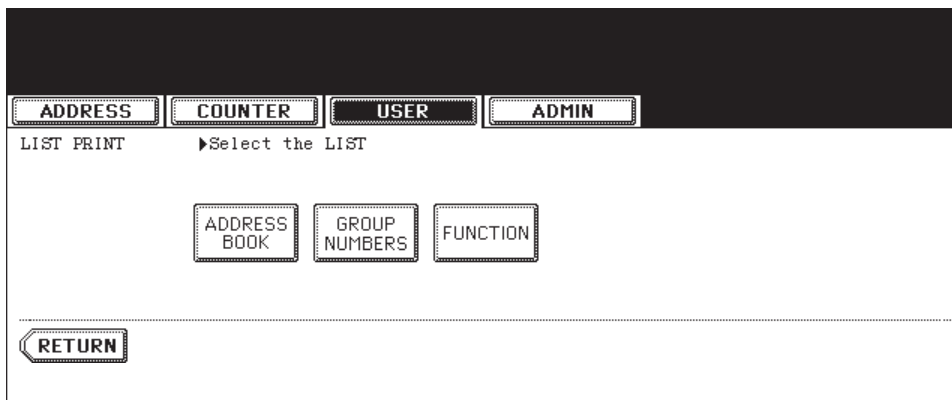 ADDRESS COUNTER USER ADMIN
LIST PRINT ▶Select the LIST
ADDRESS
BOOK
GROUP
NUMBERS
FUNCTION
RETURN